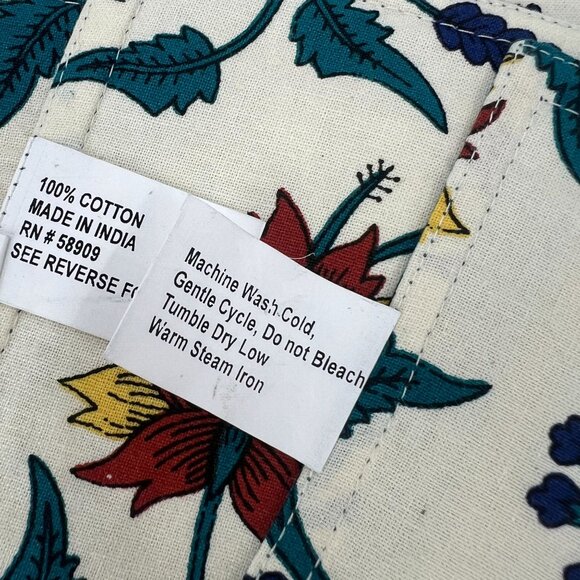 100% COTTON
MADE IN INDIA
RN # 58909
SEE REVERSE
Machine Wash Cold,
Gentle Cycle, Do not Bleach
Tumble Dry Low
Warm Steam Iron